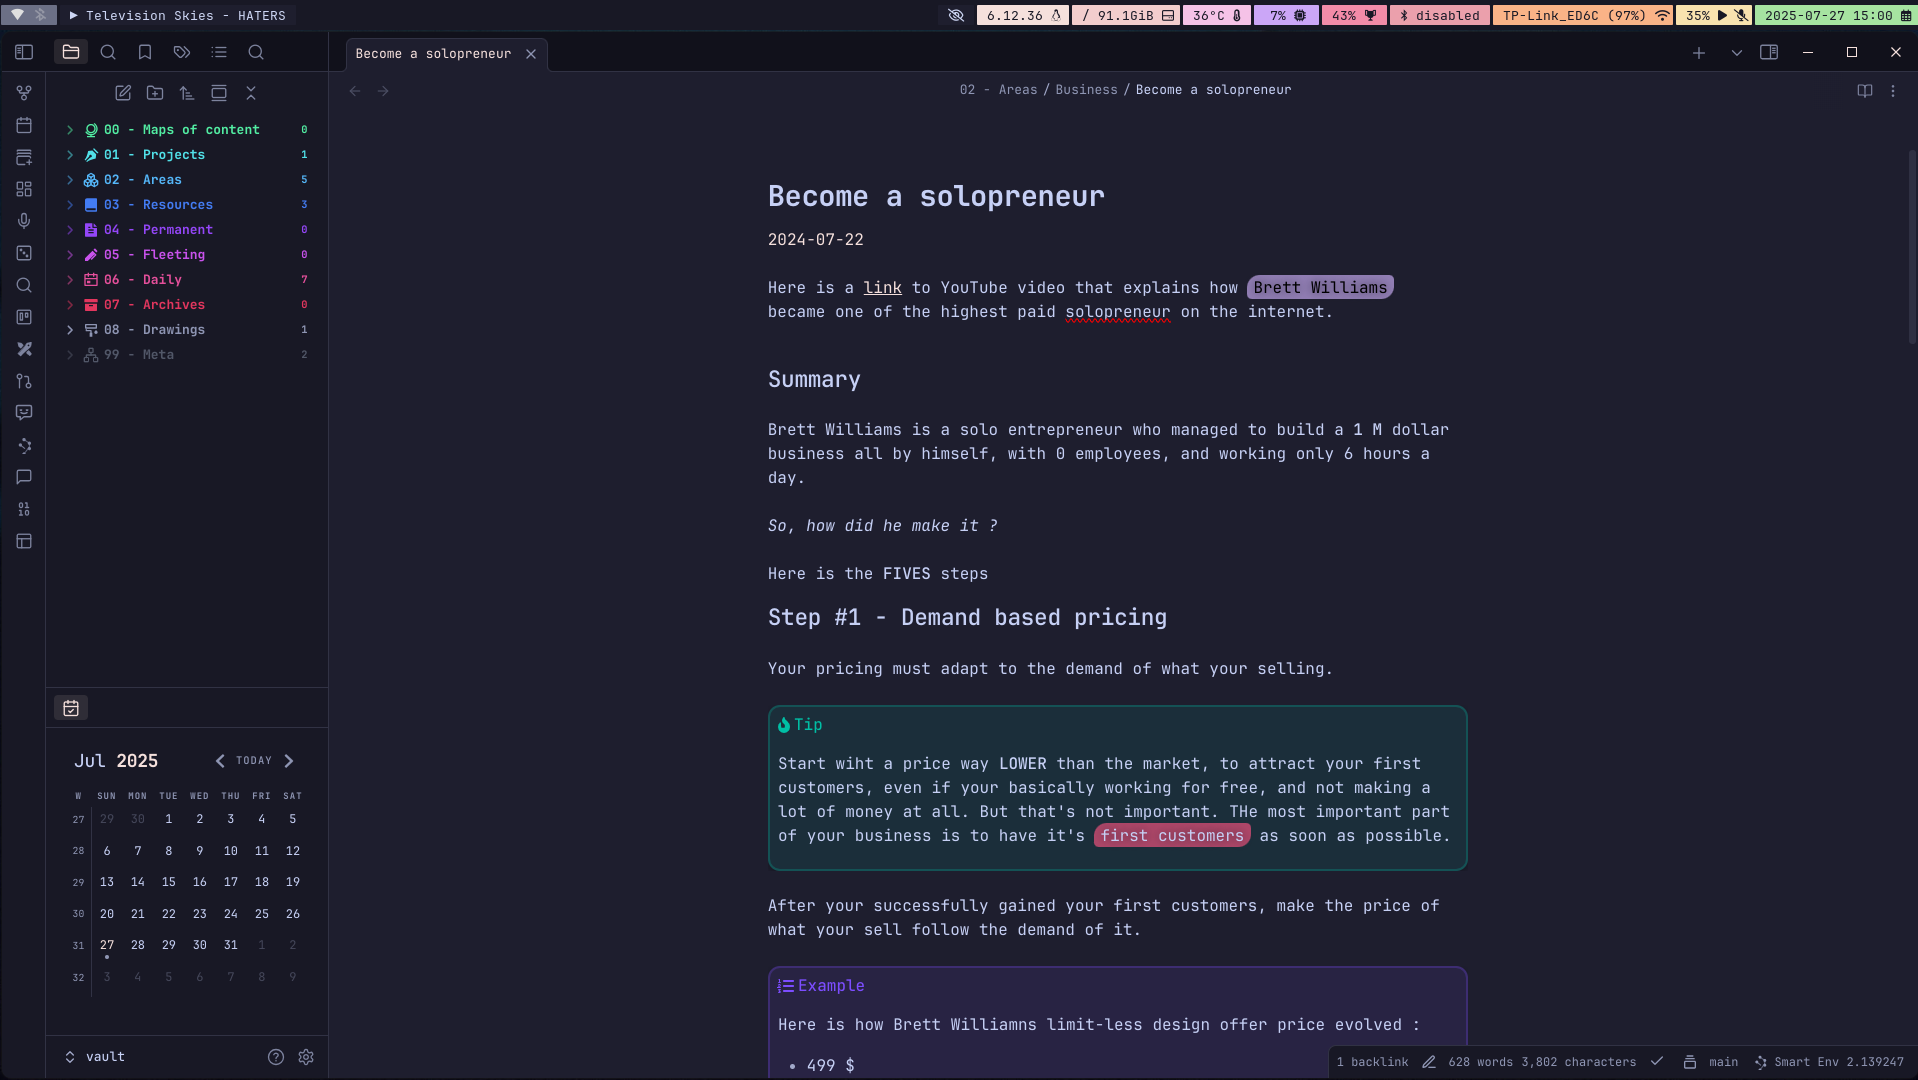 ▶ Television Skies - HATERS
6.12.36
/ 91.1GiB
36°C
7%
43%
disabled
TP-Link_ED6C (97%)
35%
2025-07-27 15:00
Become a solopreneur
02 - Areas / Business / Become a solopreneur
00 - Maps of content 0
01 - Projects 1
02 - Areas 5
03 - Resources 3
04 - Permanent 0
05 - Fleeting 0
06 - Daily 7
07 - Archives 0
08 - Drawings 1
99 - Meta 2
Jul 2025
TODAY
W SUN MON TUE WED THU FRI SAT
27 29 30 1 2 3 4 5
28 6 7 8 9 10 11 12
29 13 14 15 16 17 18 19
30 20 21 22 23 24 25 26
31 27 28 29 30 31 1 2
32 3 4 5 6 7 8 9
vault
Become a solopreneur
2024-07-22
Here is a link to YouTube video that explains how Brett Williams
became one of the highest paid solopreneur on the internet.
Summary
Brett Williams is a solo entrepreneur who managed to build a 1 M dollar
business all by himself, with 0 employees, and working only 6 hours a
day.
So, how did he make it ?
Here is the FIVES steps
Step #1 - Demand based pricing
Your pricing must adapt to the demand of what your selling.
Tip
Start wiht a price way LOWER than the market, to attract your first
customers, even if your basically working for free, and not making a
lot of money at all. But that's not important. THe most important part
of your business is to have it's first customers as soon as possible.
After your successfully gained your first customers, make the price of
what your sell follow the demand of it.
Example
Here is how Brett Williamns limit-less design offer price evolved :
• 499 $
1 backlink
628 words 3,802 characters
main
Smart Env 2.139247